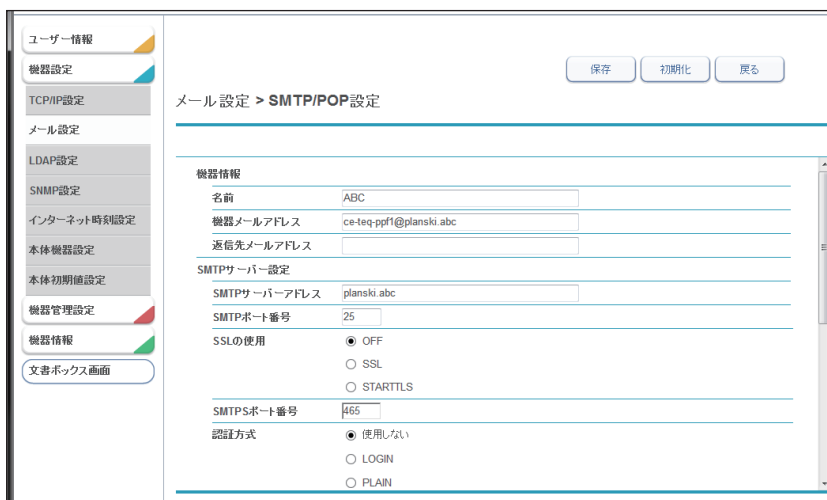 ユーザー情報
機器設定
TCP/IP設定
メール設定
LDAP設定
SNMP設定
インターネット時刻設定
本体機器設定
本体初期値設定
機器管理設定
機器情報
文書ボックス画面
保存 初期化 戻る
メール設定 > SMTP/POP設定
機器情報
名前 ABC
機器メールアドレス ce-teq-ppf1@planski.abc
返信先メールアドレス
SMTPサーバー設定
SMTPサーバーアドレス planski.abc
SMTPポート番号 25
SSLの使用 OFF
SSL
STARTTLS
SMTPSポート番号 465
認証方式 使用しない
LOGIN
PLAIN